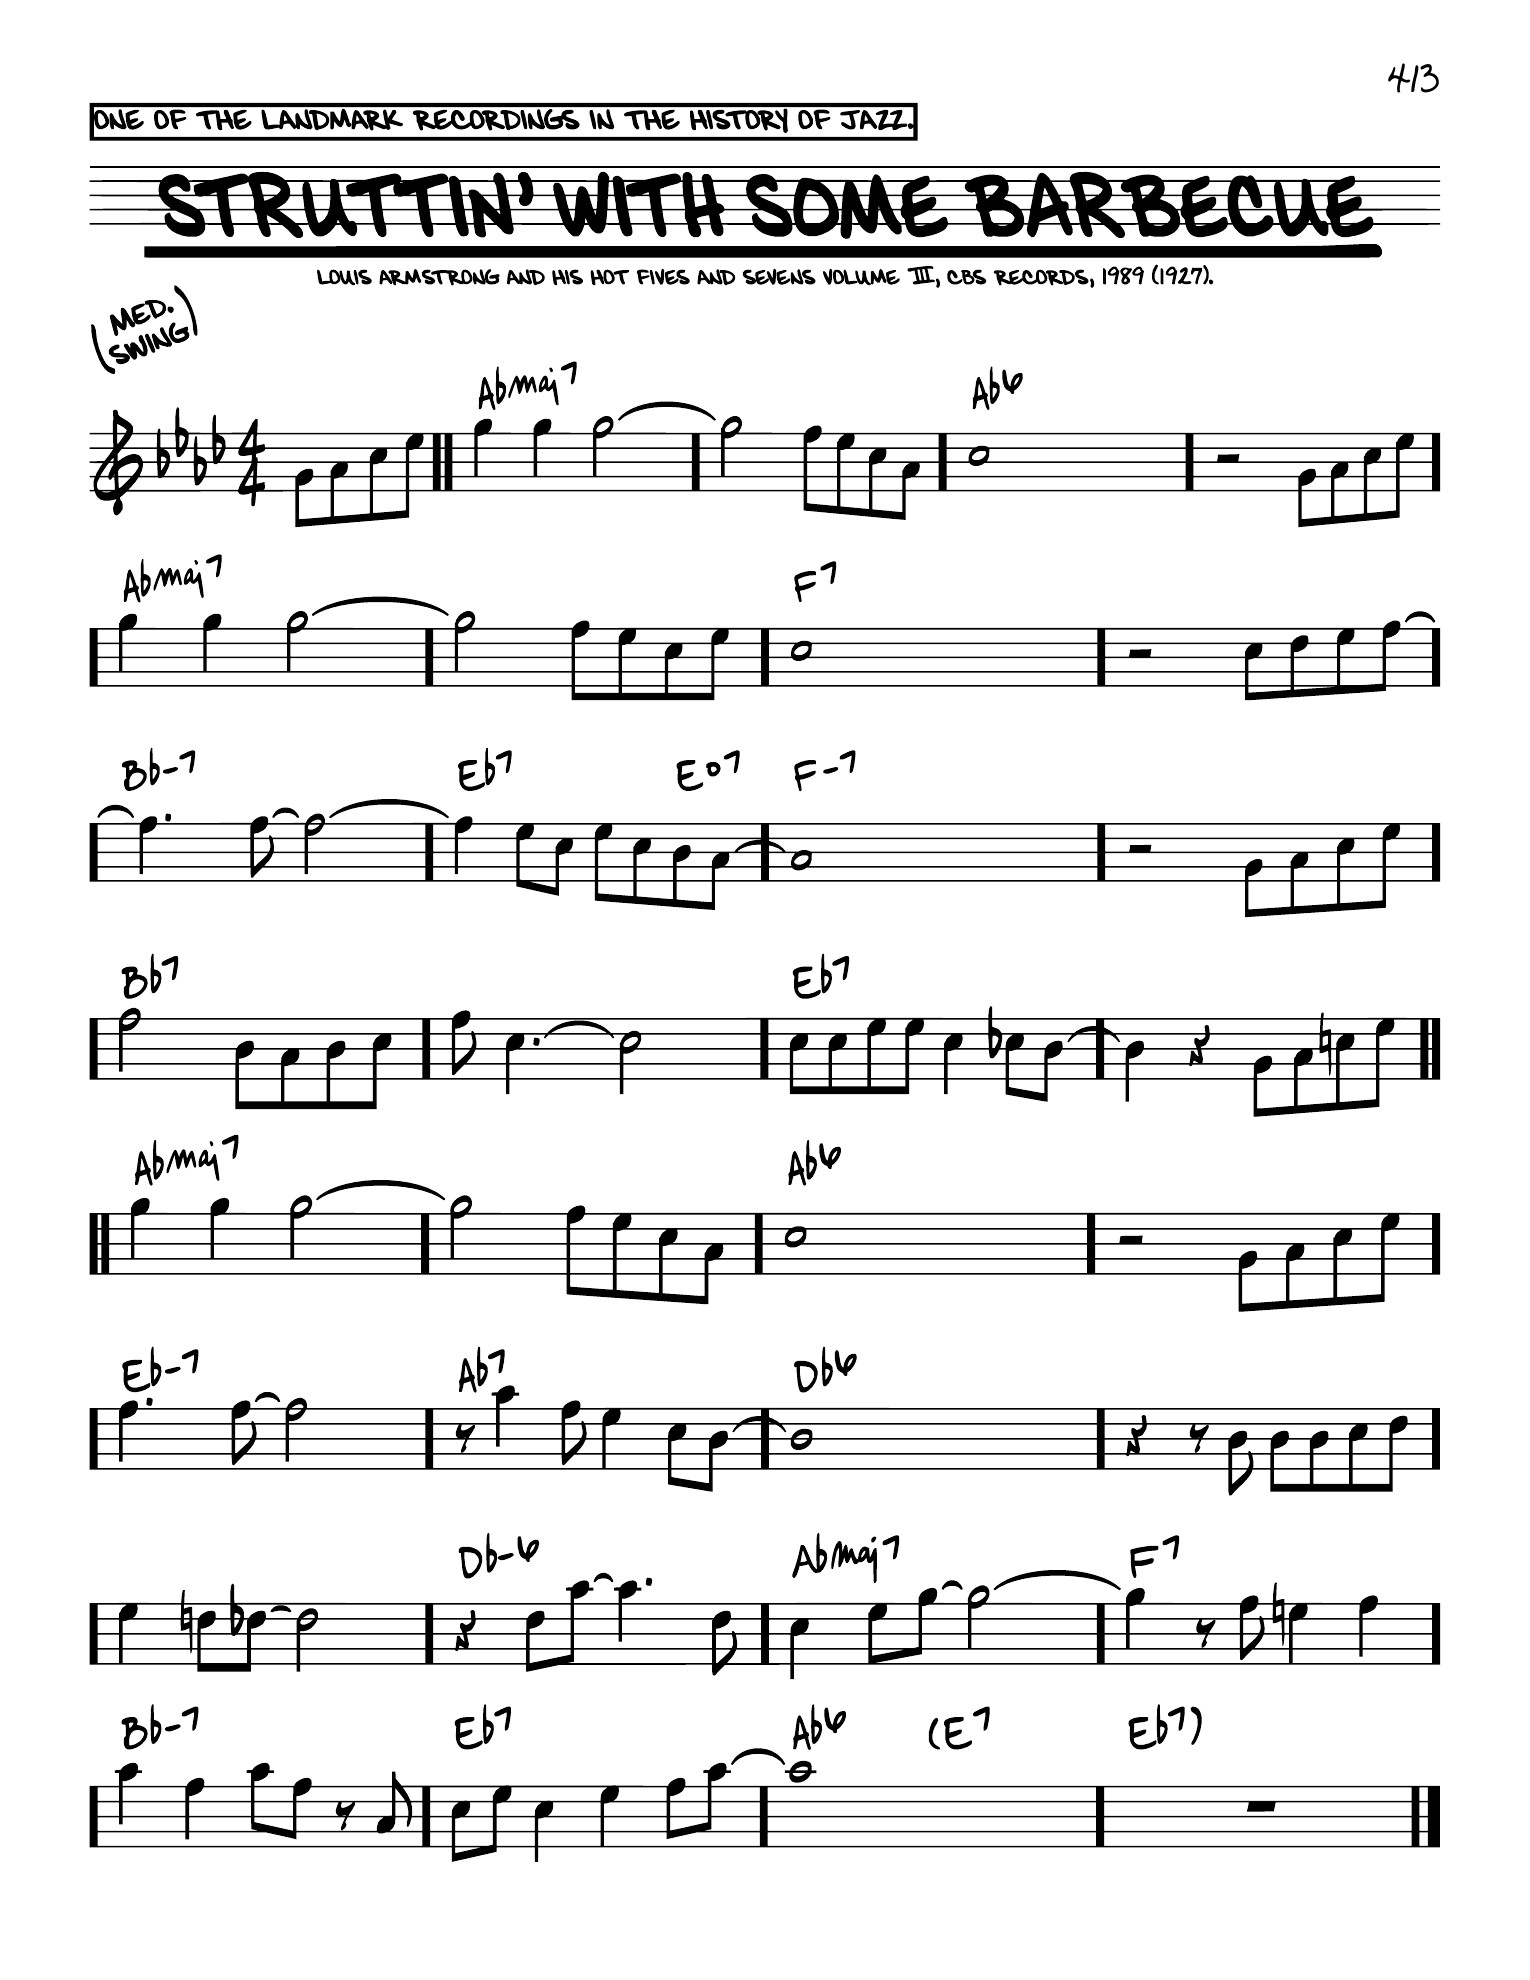 413
ONE OF THE LANDMARK RECORDINGS IN THE HISTORY OF JAZZ.
STRUTTIN' WITH SOME BARBECUE
LOUIS ARMSTRONG AND HIS HOT FIVES AND SEVENS VOLUME III, CBS RECORDS, 1989 (1927).
(MED. SWING)
Abmaj7 Ab6
4/4
Abmaj7 F7
Bb-7 Eb7 Eo7 F-7
Bb7 Eb7
Abmaj7 Ab6
Eb-7 Ab7 Db6
Db-6 Abmaj7 F7
Bb-7 Eb7 Ab6 (E7 Eb7)